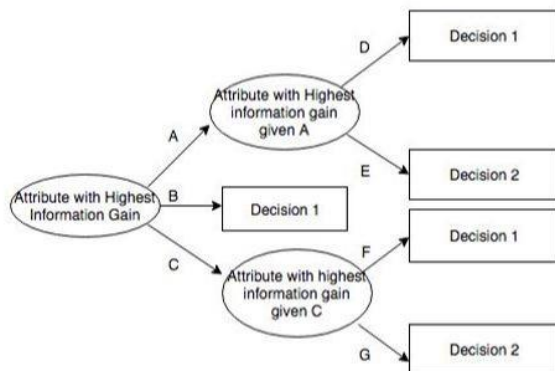 D
Decision 1
Attribute with Highest
information gain
given A
A
E
Decision 2
Attribute with Highest
Information Gain
B
Decision 1
C
F
Decision 1
Attribute with highest
information gain
given C
G
Decision 2